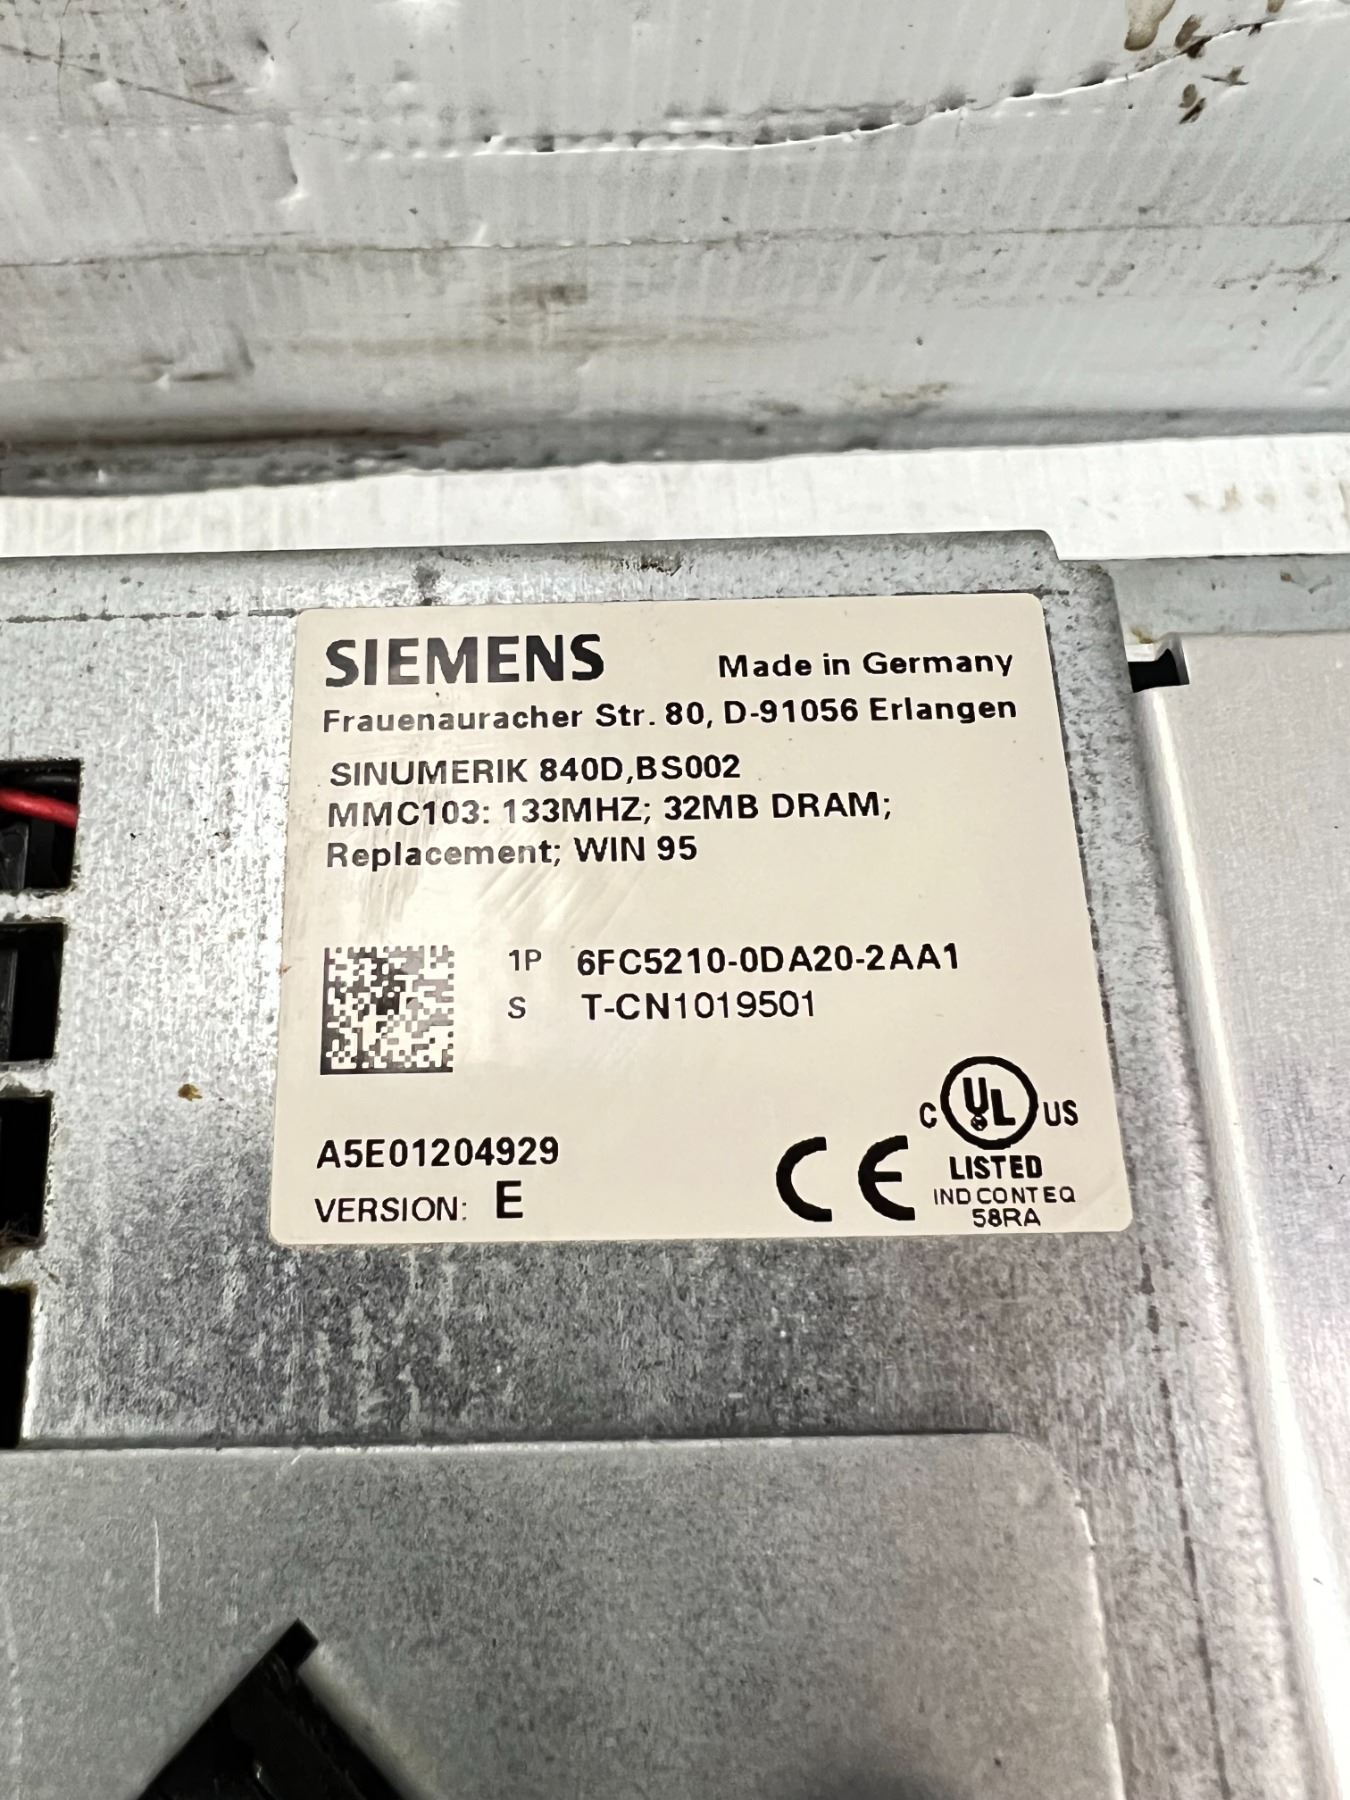 SIEMENS Made in Germany
Frauenauracher Str. 80, D-91056 Erlangen
SINUMERIK 840D,BS002
MMC103: 133MHZ; 32MB DRAM;
Replacement; WIN 95
1P 6FC5210-0DA20-2AA1
S T-CN1019501
C UL US
LISTED
IND CONT EQ
58RA
CE
A5E01204929
VERSION: E